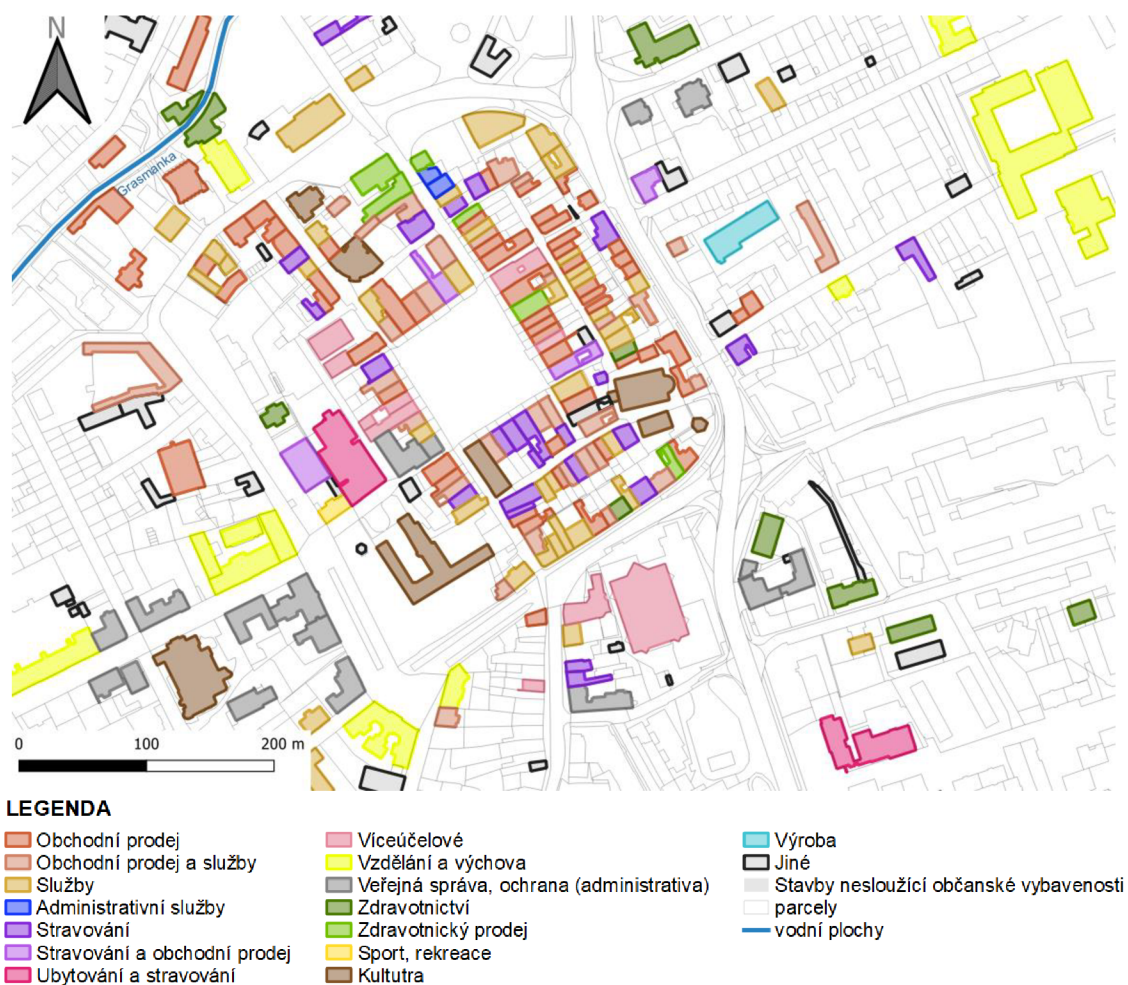 N
Grasmanka
0 100 200 m
LEGENDA
Obchodní prodej
Obchodní prodej a služby
Služby
Administrativní služby
Stravování
Stravování a obchodní prodej
Ubytování a stravování
Víceúčelové
Vzdělání a výchova
Veřejná správa, ochrana (administrativa)
Zdravotnictví
Zdravotnický prodej
Sport, rekreace
Kultutra
Výroba
Jiné
Stavby nesloužící občanské vybavenosti
parcely
vodní plochy